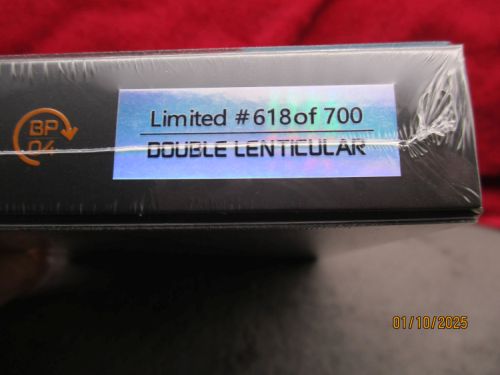 BP
04
Limited #618of 700
DOUBLE LENTICULAR
01/10/2025